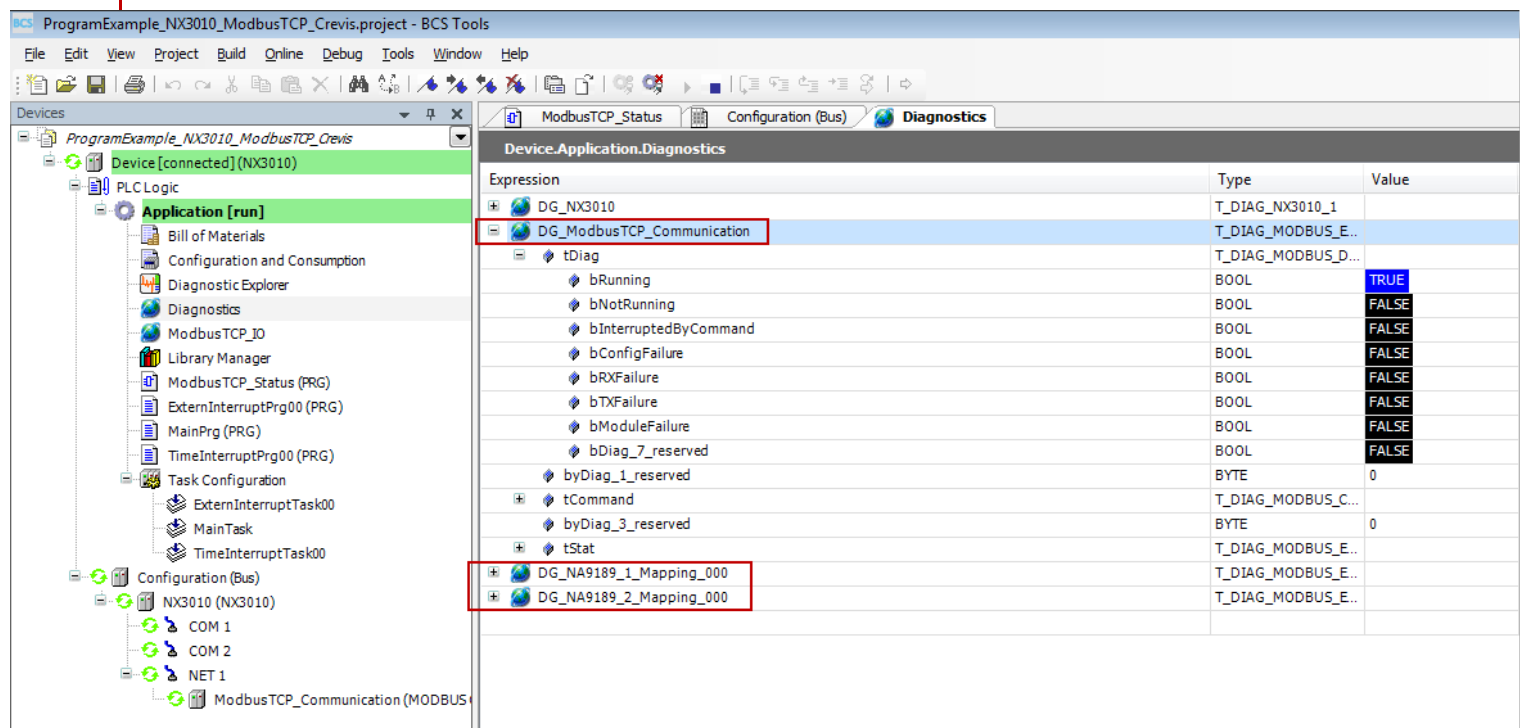 BCS ProgramExample_NX3010_ModbusTCP_Crevis.project - BCS Tools
File Edit View Project Build Online Debug Tools Window Help
Devices
ProgramExample_NX3010_ModbusTCP_Crevis
Device [connected] (NX3010)
PLC Logic
Application [run]
Bill of Materials
Configuration and Consumption
Diagnostic Explorer
Diagnostics
ModbusTCP_IO
Library Manager
ModbusTCP_Status (PRG)
ExternInterruptPrg00 (PRG)
MainPrg (PRG)
TimeInterruptPrg00 (PRG)
Task Configuration
ExternInterruptTask00
MainTask
TimeInterruptTask00
Configuration (Bus)
NX3010 (NX3010)
COM 1
COM 2
NET 1
ModbusTCP_Communication (MODBUS
ModbusTCP_Status Configuration (Bus) Diagnostics
Device.Application.Diagnostics
Expression Type Value
DG_NX3010 T_DIAG_NX3010_1
DG_ModbusTCP_Communication T_DIAG_MODBUS_E...
tDiag T_DIAG_MODBUS_D...
bRunning BOOL TRUE
bNotRunning BOOL FALSE
bInterruptedByCommand BOOL FALSE
bConfigFailure BOOL FALSE
bRXFailure BOOL FALSE
bTXFailure BOOL FALSE
bModuleFailure BOOL FALSE
bDiag_7_reserved BOOL FALSE
byDiag_1_reserved BYTE 0
tCommand T_DIAG_MODBUS_C...
byDiag_3_reserved BYTE 0
tStat T_DIAG_MODBUS_E...
DG_NA9189_1_Mapping_000 T_DIAG_MODBUS_E...
DG_NA9189_2_Mapping_000 T_DIAG_MODBUS_E...